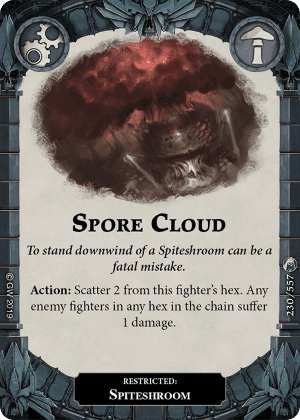 Spore Cloud
To stand downwind of a Spiteshroom can be a
fatal mistake.
Action: Scatter 2 from this fighter's hex. Any
enemy fighters in any hex in the chain suffer
1 damage.
© GW 2019
230/557
RESTRICTED:
Spiteshroom